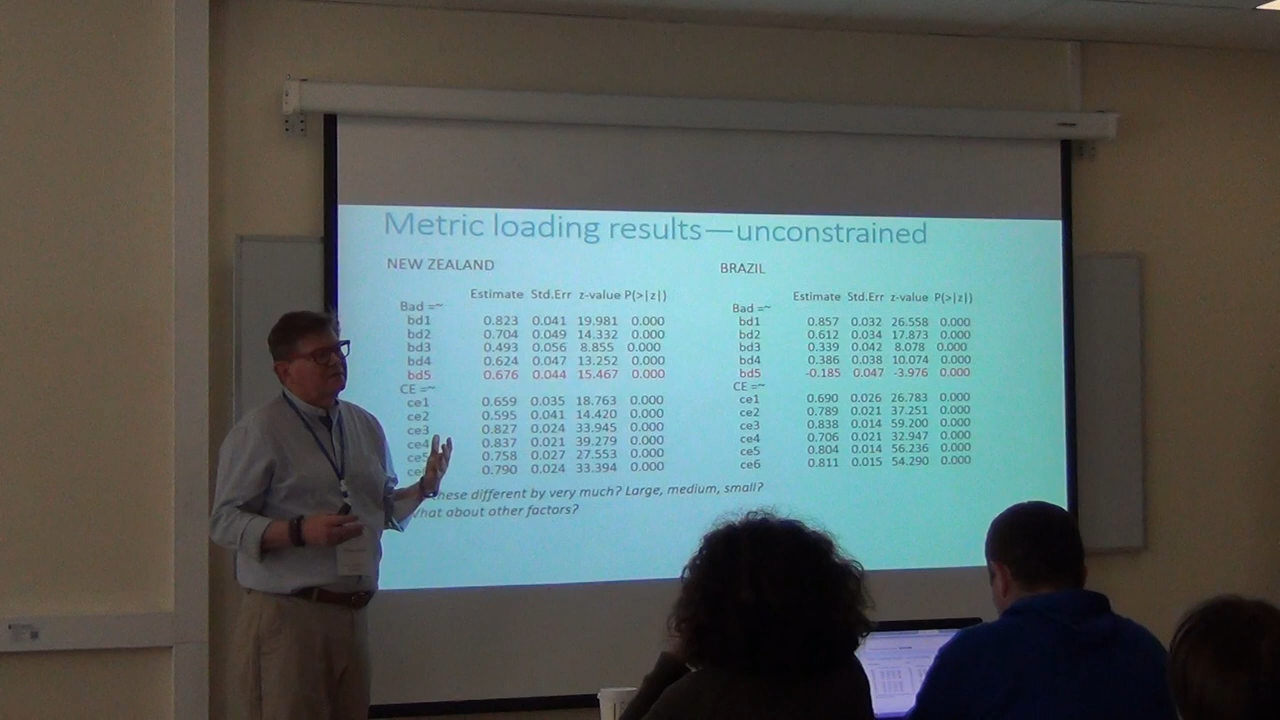 Metric loading results—unconstrained
NEW ZEALAND
Estimate Std.Err z-value P(>|z|)
Bad =~
bd1 0.823 0.041 19.981 0.000
bd2 0.704 0.049 14.332 0.000
bd3 0.493 0.056 8.855 0.000
bd4 0.624 0.047 13.252 0.000
bd5 0.676 0.044 15.467 0.000
CE =~
ce1 0.659 0.035 18.763 0.000
ce2 0.595 0.041 14.420 0.000
ce3 0.827 0.024 33.945 0.000
ce4 0.837 0.021 39.279 0.000
ce5 0.758 0.027 27.553 0.000
ce 0.790 0.024 33.394 0.000
BRAZIL
Estimate Std.Err z-value P(>|z|)
Bad =~
bd1 0.857 0.032 26.558 0.000
bd2 0.612 0.034 17.873 0.000
bd3 0.339 0.042 8.078 0.000
bd4 0.386 0.038 10.074 0.000
bd5 -0.185 0.047 -3.976 0.000
CE =~
ce1 0.690 0.026 26.783 0.000
ce2 0.789 0.021 37.251 0.000
ce3 0.838 0.014 59.200 0.000
ce4 0.706 0.021 32.947 0.000
ce5 0.804 0.014 56.236 0.000
ce6 0.811 0.015 54.290 0.000
these different by very much? Large, medium, small?
What about other factors?